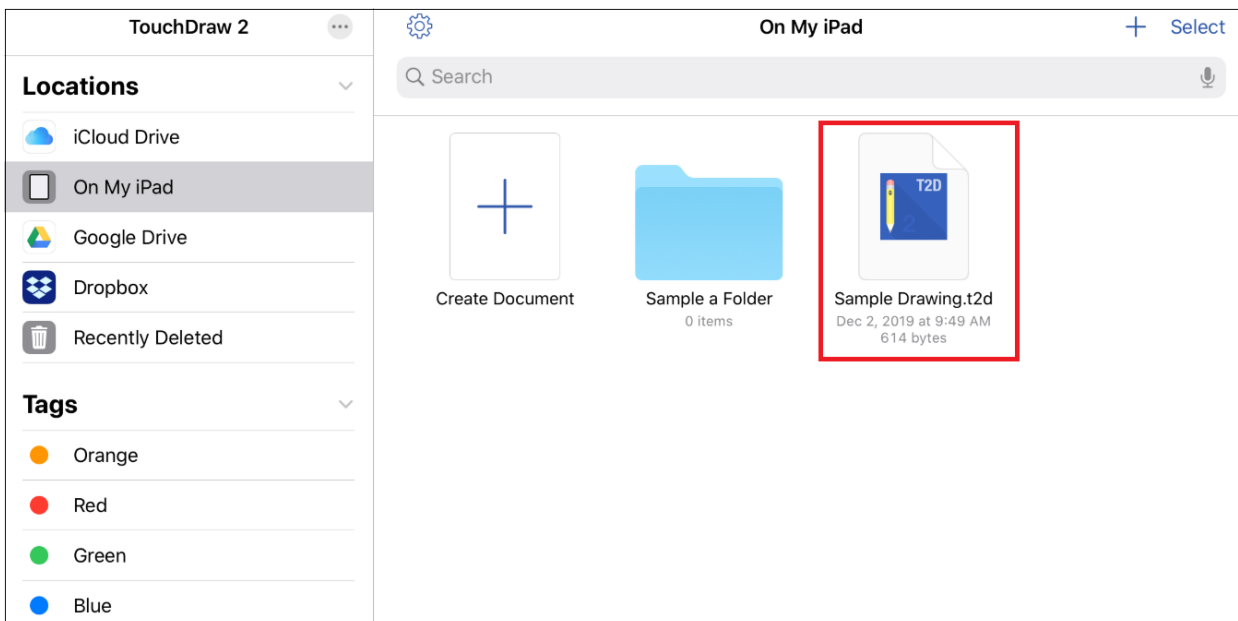 TouchDraw 2
Locations
iCloud Drive
On My iPad
Google Drive
Dropbox
Recently Deleted
Tags
Orange
Red
Green
Blue
On My iPad
Select
Search
Create Document
Sample a Folder
0 items
T2D
2
Sample Drawing.t2d
Dec 2, 2019 at 9:49 AM
614 bytes